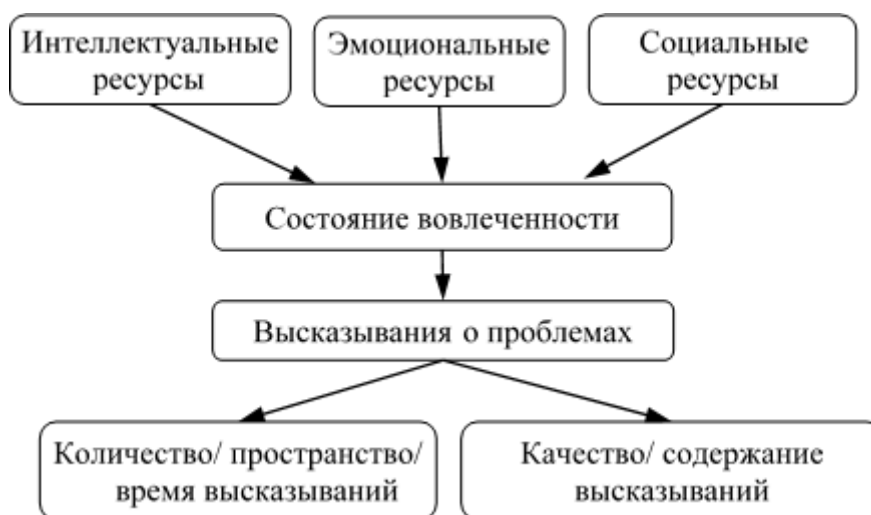 Интеллектуальные
ресурсы
Эмоциональные
ресурсы
Социальные
ресурсы
Состояние вовлеченности
Высказывания о проблемах
Количество/ пространство/
время высказываний
Качество/ содержание
высказываний